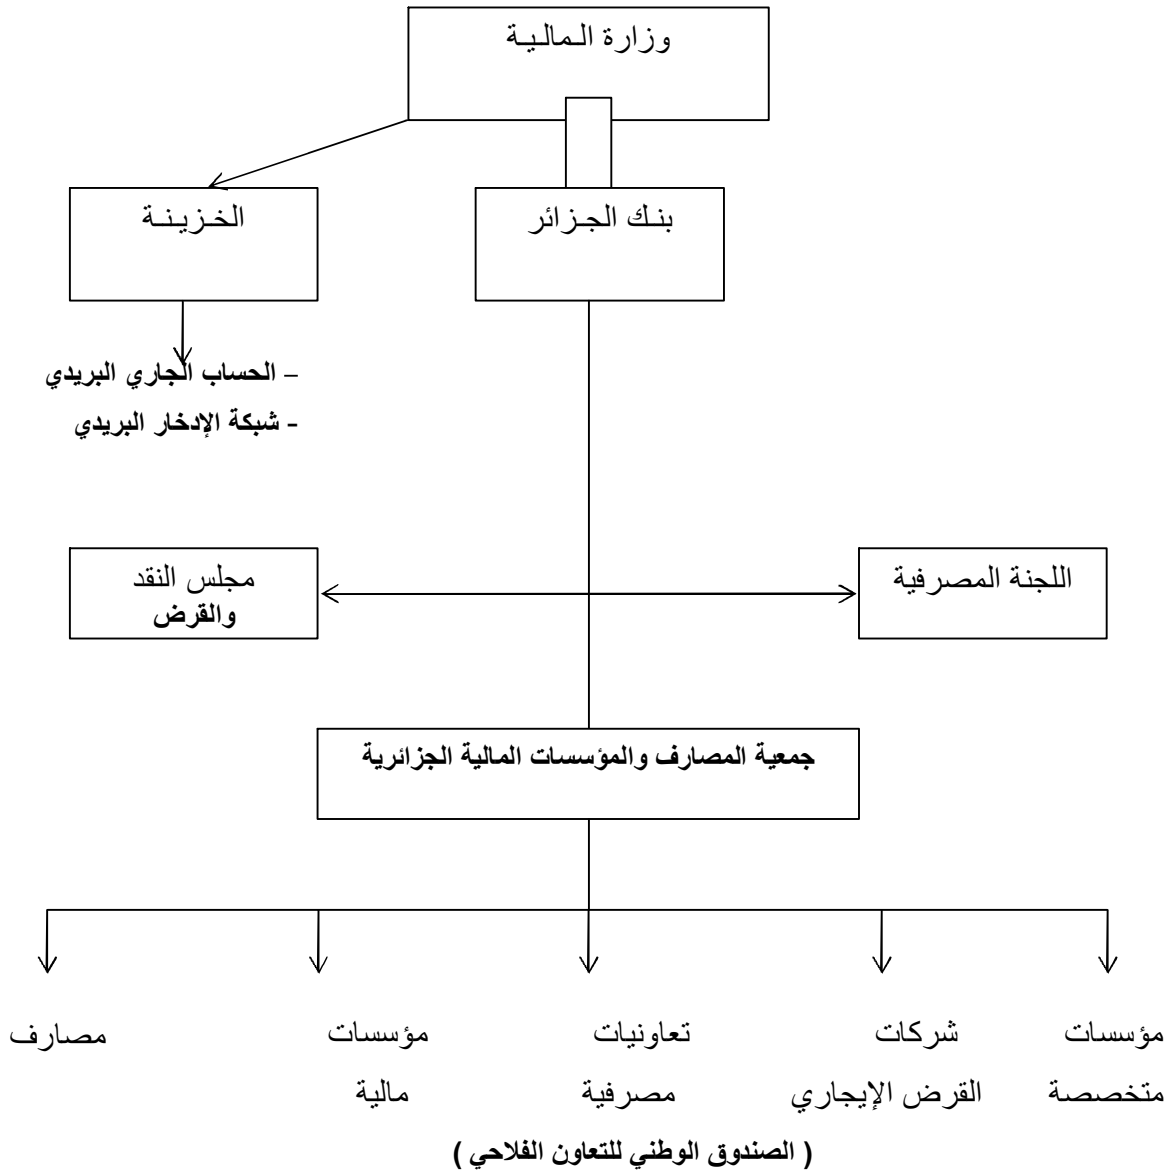 وزارة المالية
بنك الجزائر
الخزينة
– الحساب الجاري البريدي
- شبكة الإدخار البريدي
اللجنة المصرفية
مجلس النقد
والقرض
جمعية المصارف والمؤسسات المالية الجزائرية
مؤسسات
متخصصة
شركات
القرض الإيجاري
تعاونيات
مصرفية
مؤسسات
مالية
مصارف
( الصندوق الوطني للتعاون الفلاحي )